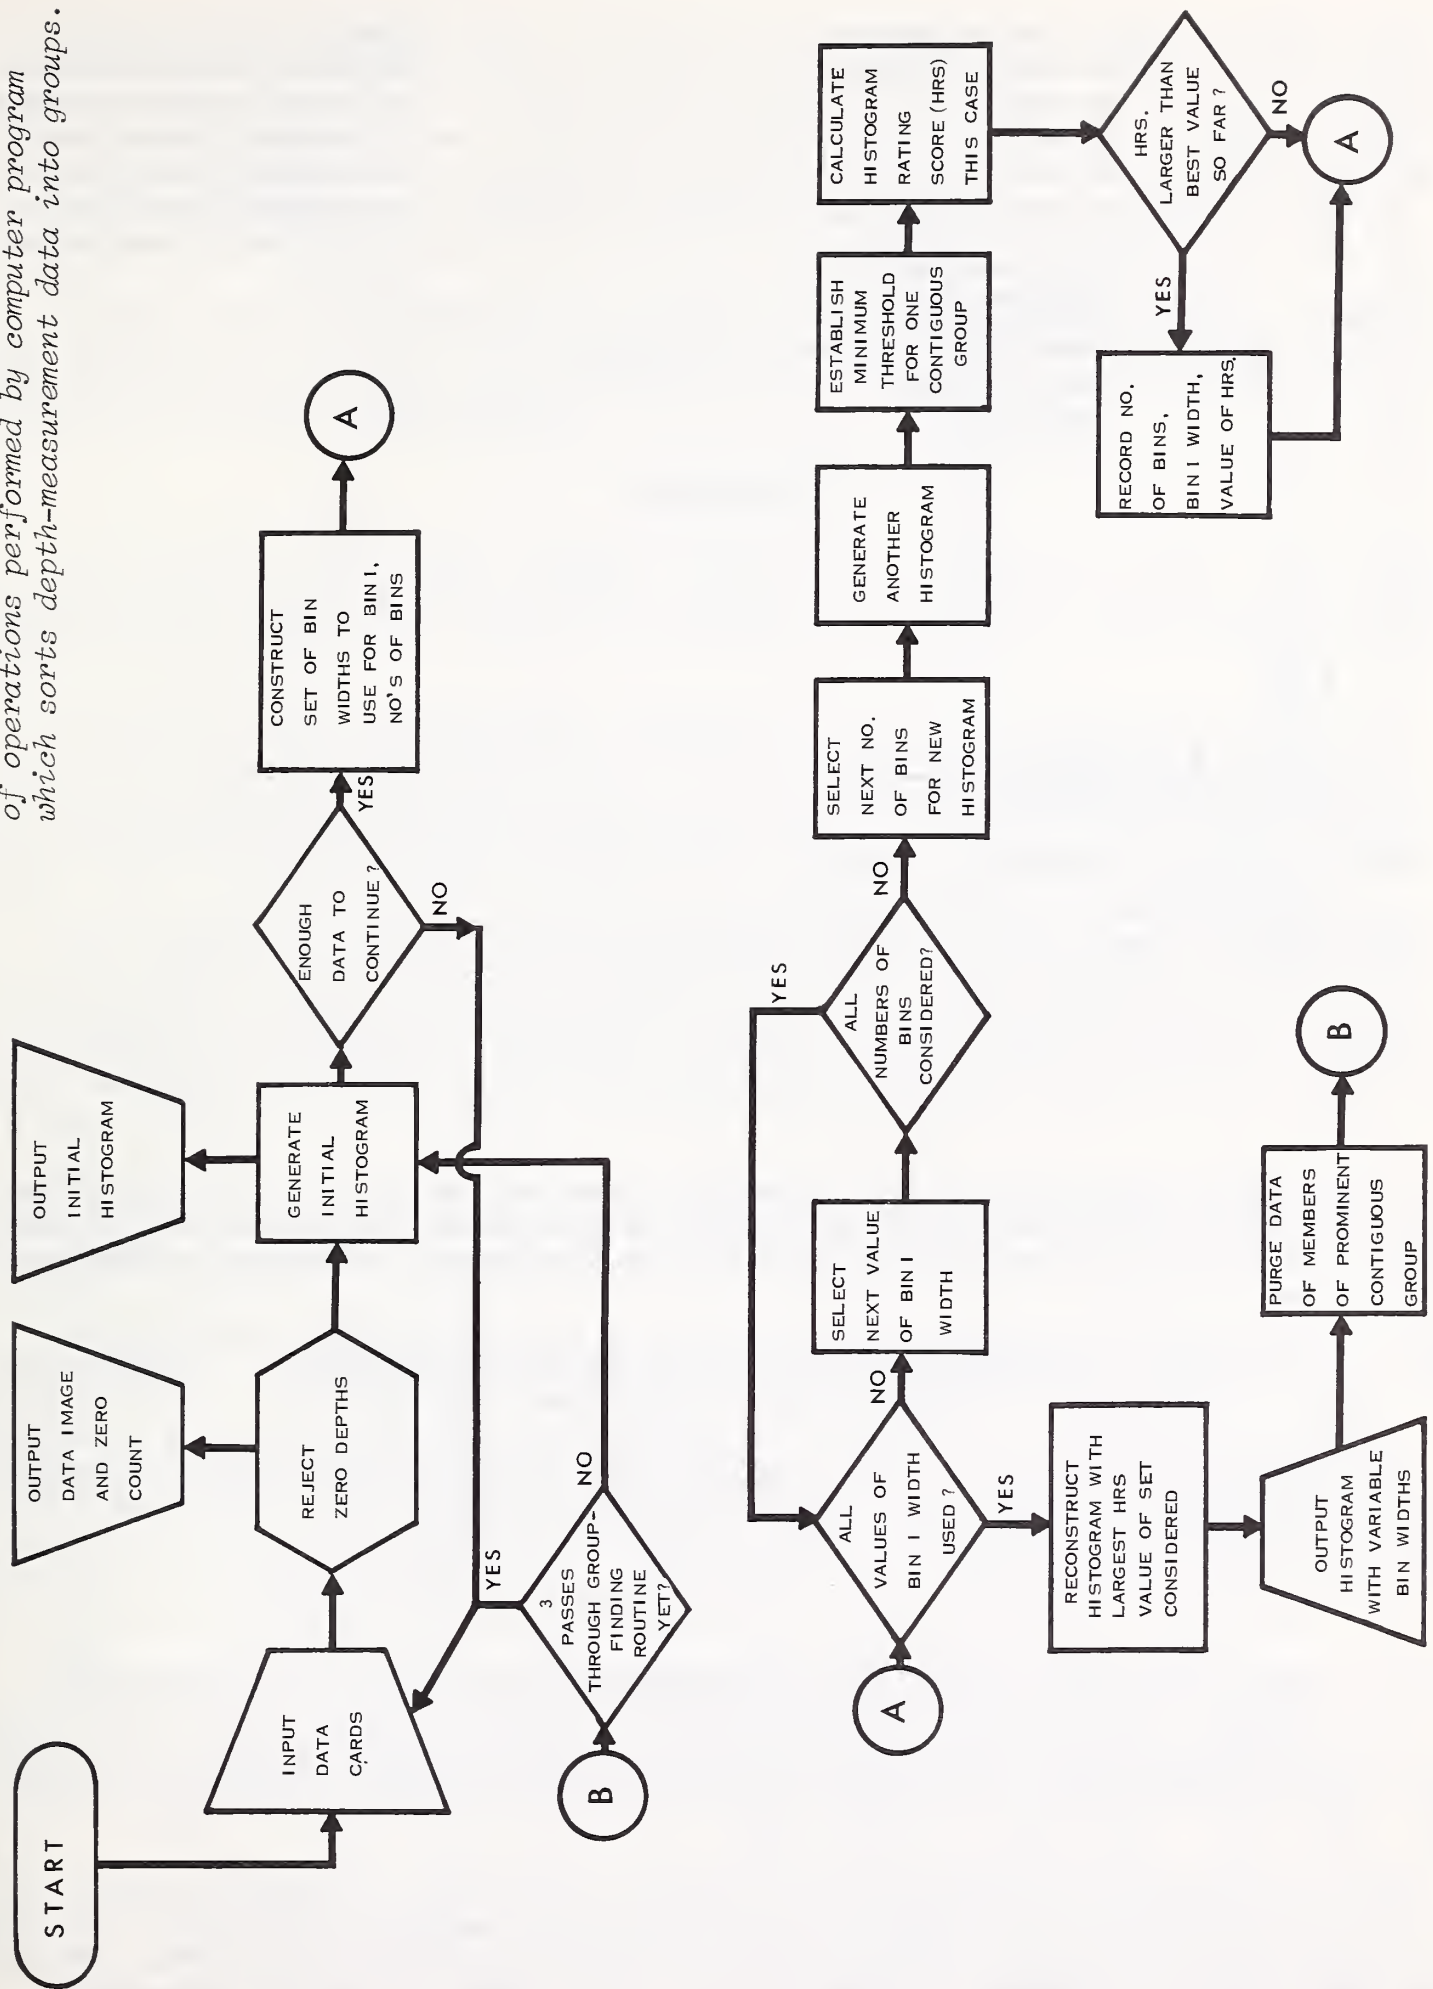 of operations performed by computer program
which sorts depth-measurement data into groups.
START
INPUT
DATA
CARDS
OUTPUT
DATA IMAGE
AND ZERO
COUNT
REJECT
ZERO DEPTHS
OUTPUT
INITIAL
HISTOGRAM
GENERATE
INITIAL
HISTOGRAM
ENOUGH
DATA TO
CONTINUE ?
YES
NO
CONSTRUCT
SET OF BIN
WIDTHS TO
USE FOR BIN 1,
NO'S OF BINS
A
B
3
PASSES
THROUGH GROUP-
FINDING
ROUTINE
YET?
YES
NO
A
ALL
VALUES OF
BIN 1 WIDTH
USED ?
NO
YES
SELECT
NEXT VALUE
OF BIN 1
WIDTH
ALL
NUMBERS OF
BINS
CONSIDERED?
YES
NO
SELECT
NEXT NO.
OF BINS
FOR NEW
HISTOGRAM
GENERATE
ANOTHER
HISTOGRAM
ESTABLISH
MINIMUM
THRESHOLD
FOR ONE
CONTIGUOUS
GROUP
CALCULATE
HISTOGRAM
RATING
SCORE (HRS)
THIS CASE
HRS.
LARGER THAN
BEST VALUE
SO FAR ?
YES
NO
RECORD NO.
OF BINS,
BIN 1 WIDTH,
VALUE OF HRS.
A
RECONSTRUCT
HISTOGRAM WITH
LARGEST HRS
VALUE OF SET
CONSIDERED
OUTPUT
HISTOGRAM
WITH VARIABLE
BIN WIDTHS
PURGE DATA
OF MEMBERS
OF PROMINENT
CONTIGUOUS
GROUP
B